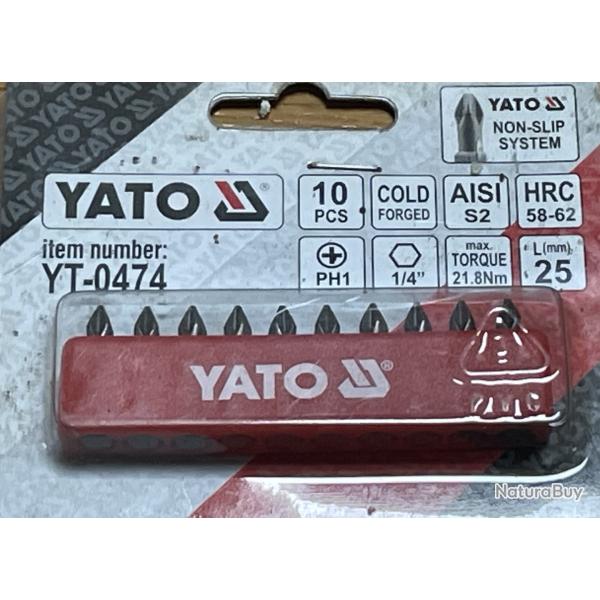 YATO
NON-SLIP
SYSTEM
YATO ®
10
PCS
COLD
FORGED
AISI
S2
HRC
58-62
item number:
YT-0474
PH1
1/4"
max.
TORQUE
21.8Nm
L(mm)
25
YATO ®
NaturaBuy